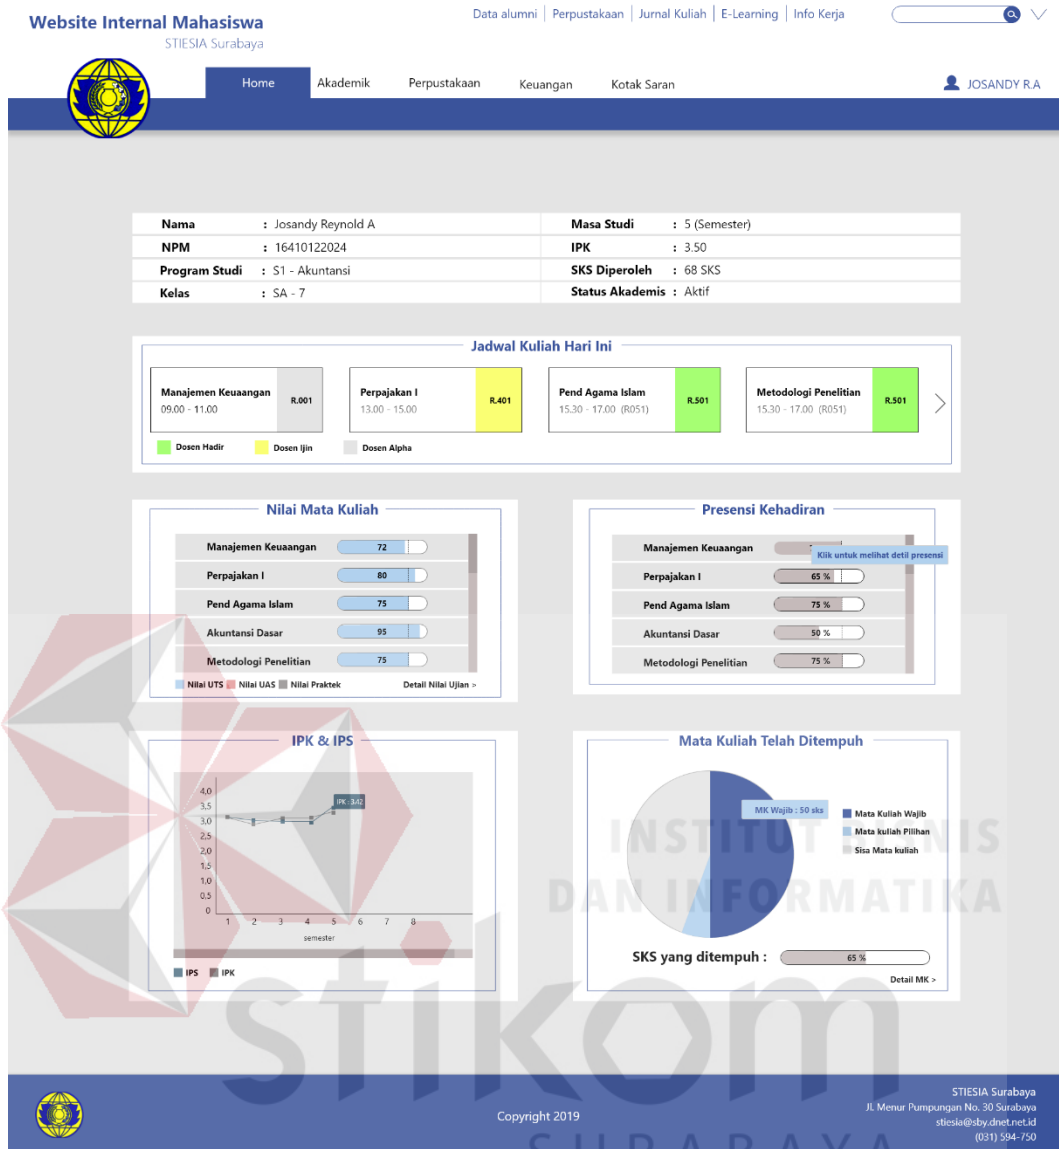 Data alumni | Perpustakaan | Jurnal Kuliah | E-Learning | Info Kerja
Website Internal Mahasiswa
STIESIA Surabaya
Home Akademik Perpustakaan Keuangan Kotak Saran JOSANDY R.A
Nama : Josandy Reynold A Masa Studi : 5 (Semester)
NPM : 16410122024 IPK : 3.50
Program Studi : S1 - Akuntansi SKS Diperoleh : 68 SKS
Kelas : SA - 7 Status Akademis : Aktif
Jadwal Kuliah Hari Ini
Manajemen Keuaangan
09.00 - 11.00
R.001
Perpajakan I
13.00 - 15.00
R.401
Pend Agama Islam
15.30 - 17.00 (R051)
R.501
Metodologi Penelitian
15.30 - 17.00 (R051)
R.501
Dosen Hadir Dosen Ijin Dosen Alpha
Nilai Mata Kuliah
Manajemen Keuaangan 72
Perpajakan I 80
Pend Agama Islam 75
Akuntansi Dasar 95
Metodologi Penelitian 75
Nilai UTS Nilai UAS Nilai Praktek Detail Nilai Ujian >
Presensi Kehadiran
Manajemen Keuaangan
Klik untuk melihat detil presensi
Perpajakan I 65 %
Pend Agama Islam 75 %
Akuntansi Dasar 50 %
Metodologi Penelitian 75 %
IPK & IPS
4,0
3,5
3,0
2,5
2,0
1,5
1,0
0,5
0
IPK : 3,42
1 2 3 4 5 6 7 8
semester
IPS IPK
Mata Kuliah Telah Ditempuh
MK Wajib : 50 sks
Mata Kuliah Wajib
Mata kuliah Pilihan
Sisa Mata kuliah
SKS yang ditempuh : 65 %
Detail MK >
INSTITUT BISNIS
DAN INFORMATIKA
stikom
SURABAYA
Copyright 2019
STIESIA Surabaya
Jl. Menur Pumpungan No. 30 Surabaya
stiesia@sby.dnet.net.id
(031) 594-750